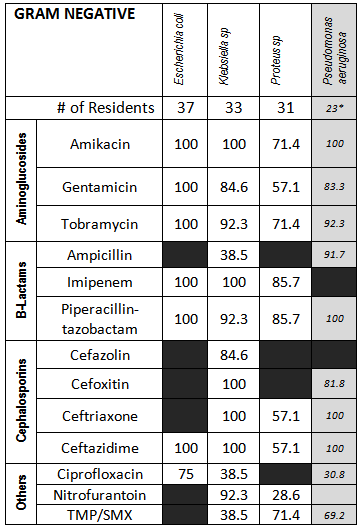 GRAM NEGATIVE
Escherichia coli
Klebsiella sp
Proteus sp
Pseudomonas aeruginosa
# of Residents 37 33 31 23*
Aminoglucosides
Amikacin 100 100 71.4 100
Gentamicin 100 84.6 57.1 83.3
Tobramycin 100 92.3 71.4 92.3
B-Lactams
Ampicillin 38.5 91.7
Imipenem 100 100 85.7
Piperacillin-
tazobactam 100 92.3 85.7 100
Cephalosporins
Cefazolin 84.6
Cefoxitin 100 81.8
Ceftriaxone 100 57.1 100
Ceftazidime 100 100 57.1 100
Others
Ciprofloxacin 75 38.5 30.8
Nitrofurantoin 92.3 28.6
TMP/SMX 38.5 71.4 69.2